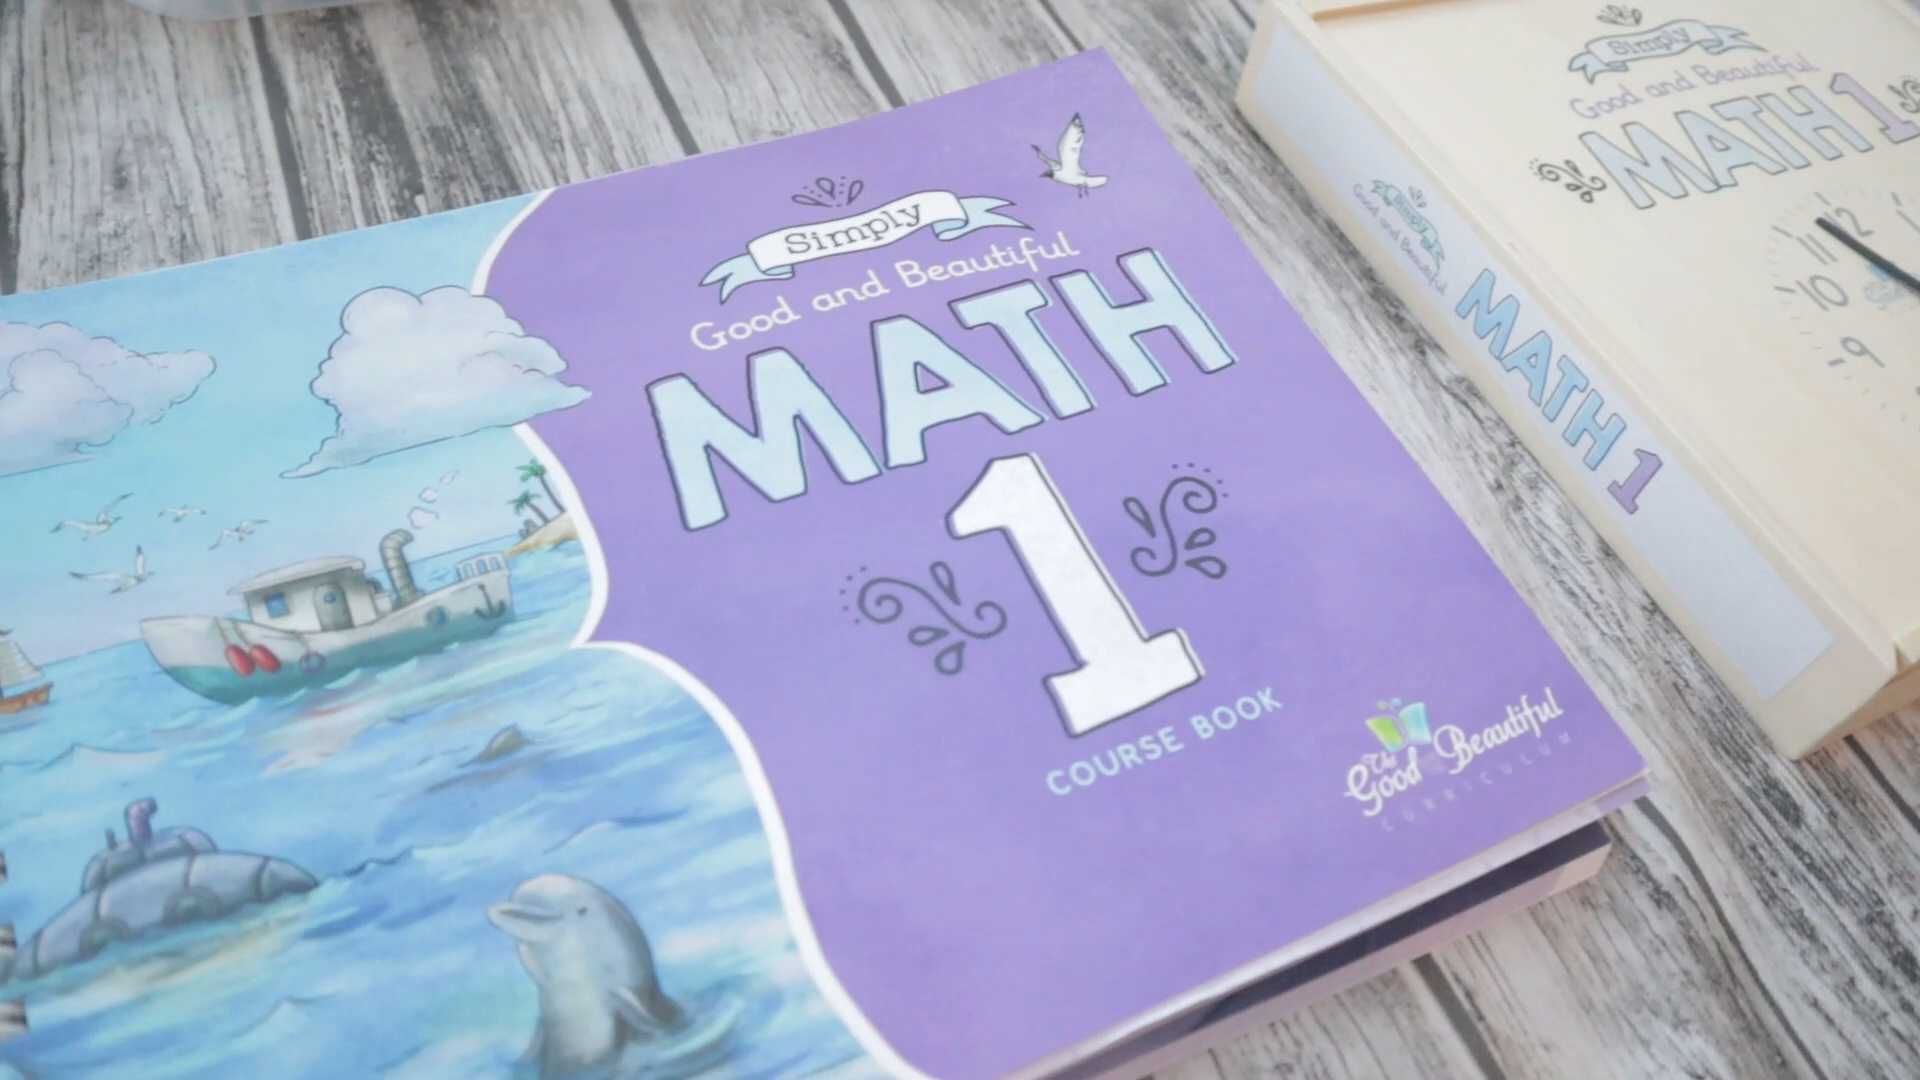 Simply
Good and Beautiful
MATH
1
COURSE BOOK
The
Good Beautiful
CURRICULUM
Simply
Good and Beautiful
MATH 1
Simply
Good and Beautiful
MATH 1
12
11
10
9